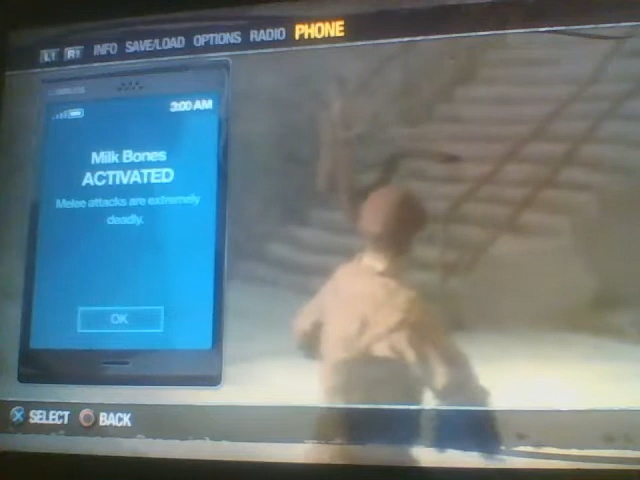 L1 R1 INFO SAVE/LOAD OPTIONS RADIO PHONE
3:00 AM
Milk Bones
ACTIVATED
Melee attacks are extremely
deadly.
OK
SELECT BACK